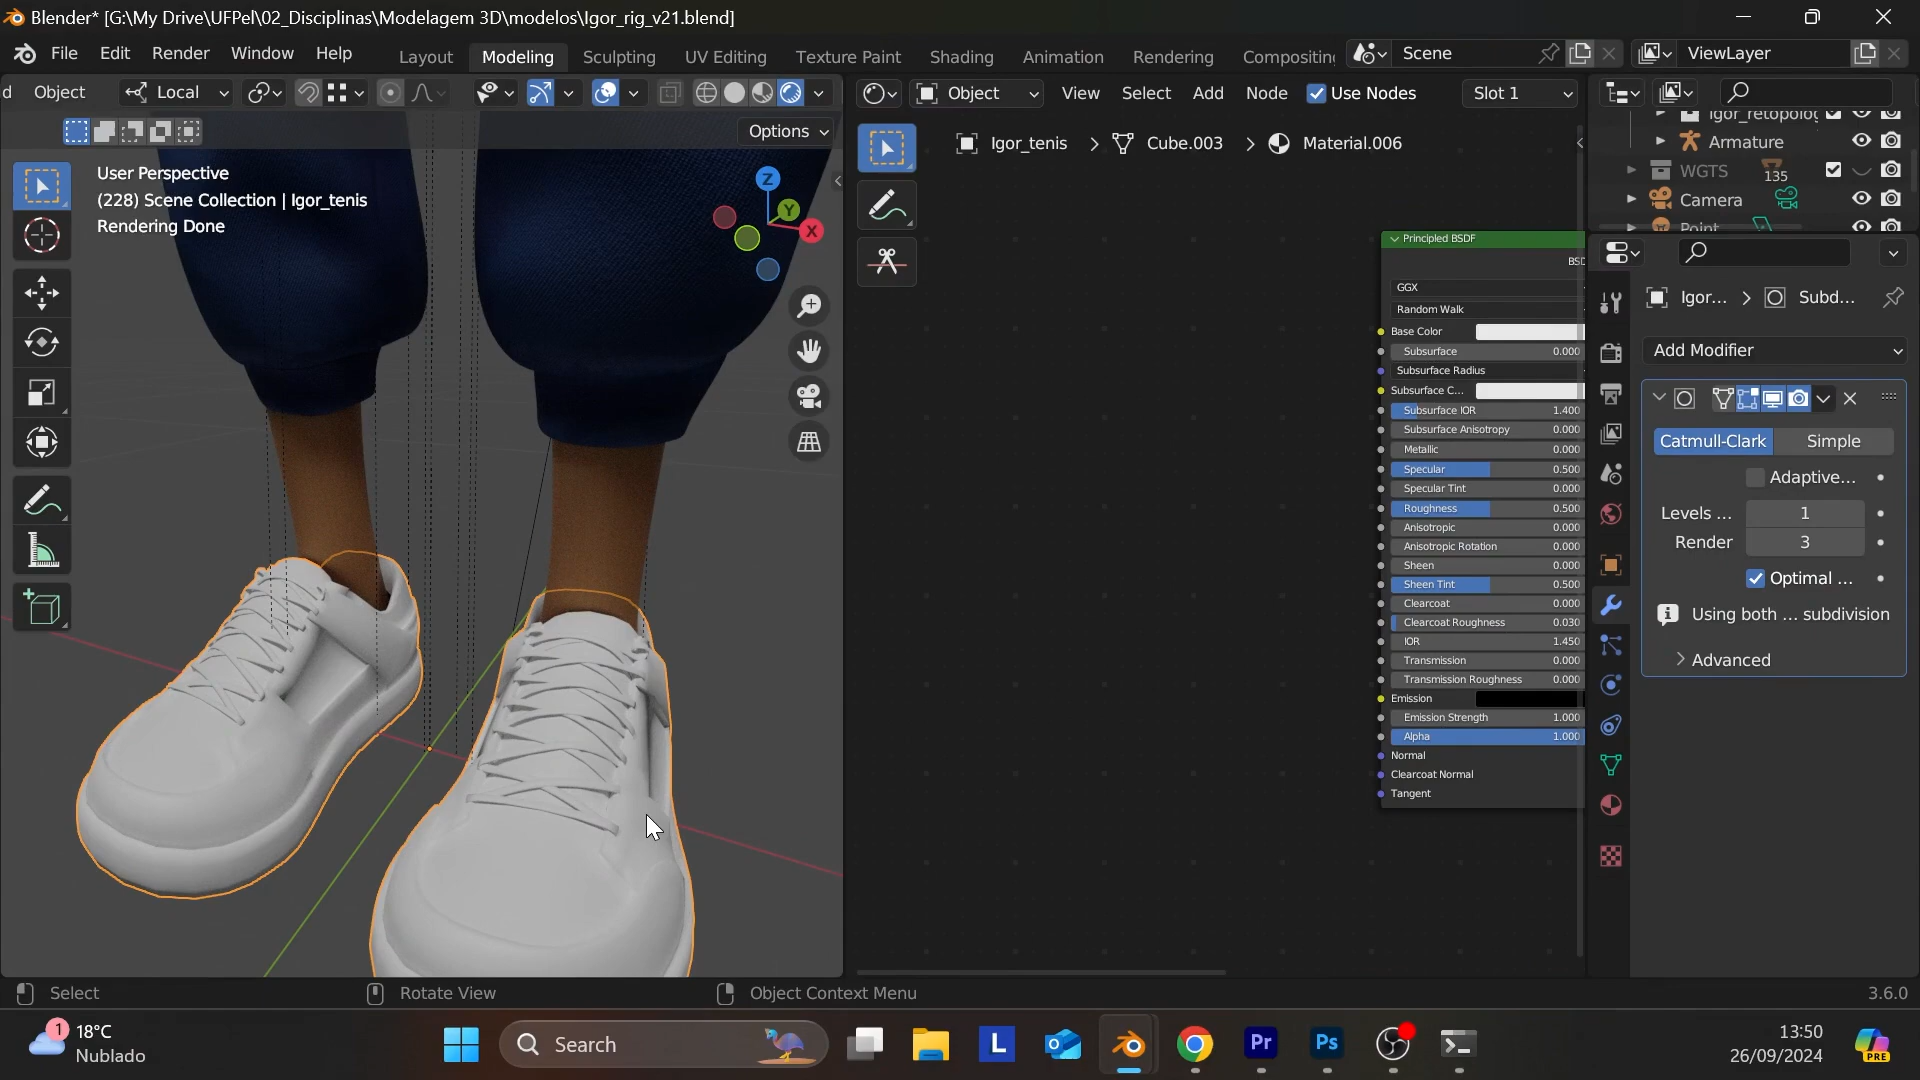 Blender* [G:\My Drive\UFPel\02_Disciplinas\Modelagem 3D\modelos\Igor_rig_v21.blend]
File Edit Render Window Help Layout Modeling Sculpting UV Editing Texture Paint Shading Animation Rendering Compositing Scene ViewLayer
d Object Local Object View Select Add Node Use Nodes Slot 1
Options
User Perspective
(228) Scene Collection | Igor_tenis
Rendering Done
Z
Y
X
Igor_tenis > Cube.003 > Material.006
Principled BSDF
BSD
GGX
Random Walk
Base Color
Subsurface 0.000
Subsurface Radius
Subsurface C...
Subsurface IOR 1.400
Subsurface Anisotropy 0.000
Metallic 0.000
Specular 0.500
Specular Tint 0.000
Roughness 0.500
Anisotropic 0.000
Anisotropic Rotation 0.000
Sheen 0.000
Sheen Tint 0.500
Clearcoat 0.000
Clearcoat Roughness 0.030
IOR 1.450
Transmission 0.000
Transmission Roughness 0.000
Emission
Emission Strength 1.000
Alpha 1.000
Normal
Clearcoat Normal
Tangent
Igor_retopolog
Armature
WGTS 135
Camera
Point
Igor... > Subd...
Add Modifier
Catmull-Clark Simple
Adaptive...
Levels ... 1
Render 3
Optimal ...
Using both ... subdivision
Advanced
Select Rotate View Object Context Menu 3.6.0
1 18°C
Nublado
Search
L
Pr
Ps
13:50
26/09/2024
PRE